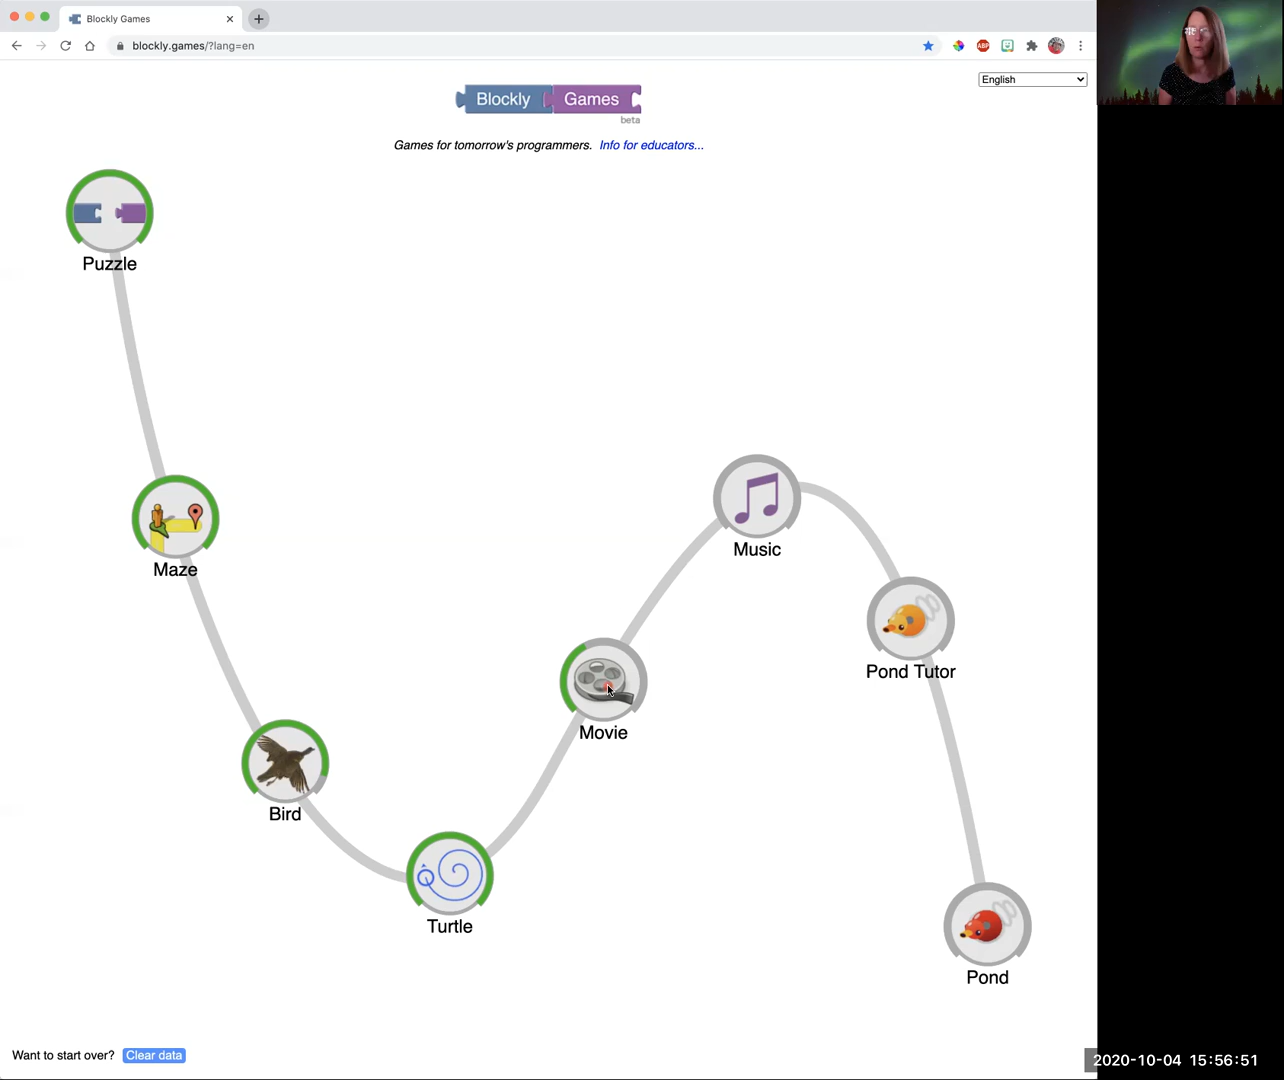 Blockly Games
blockly.games/?lang=en
ABP
English
Blockly Games
beta
Games for tomorrow's programmers. Info for educators...
Puzzle
Maze
Bird
Turtle
Movie
Music
Pond Tutor
Pond
Want to start over? Clear data
2020-10-04 15:56:51